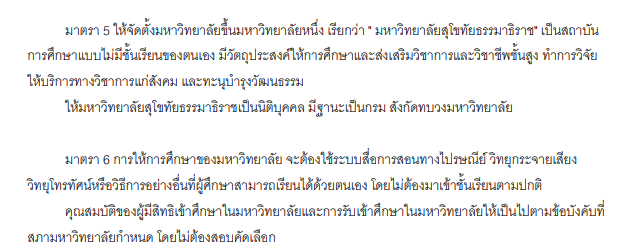 มาตรา 5 ให้จัดตั้งมหาวิทยาลัยขึ้นมหาวิทยาลัยหนึ่ง เรียกว่า " มหาวิทยาลัยสุโขทัยธรรมาธิราช" เป็นสถาบัน
การศึกษาแบบไม่มีชั้นเรียนของตนเอง มีวัตถุประสงค์ให้การศึกษาและส่งเสริมวิชาการและวิชาชีพชั้นสูง ทำการวิจัย
ให้บริการทางวิชาการแก่สังคม และทะนุบำรุงวัฒนธรรม
ให้มหาวิทยาลัยสุโขทัยธรรมาธิราชเป็นนิติบุคคล มีฐานะเป็นกรม สังกัดทบวงมหาวิทยาลัย
มาตรา 6 การให้การศึกษาของมหาวิทยาลัย จะต้องใช้ระบบสื่อการสอนทางไปรษณีย์ วิทยุกระจายเสียง
วิทยุโทรทัศน์หรือวิธีการอย่างอื่นที่ผู้ศึกษาสามารถเรียนได้ด้วยตนเอง โดยไม่ต้องมาเข้าชั้นเรียนตามปกติ
คุณสมบัติของผู้มีสิทธิเข้าศึกษาในมหาวิทยาลัยและการรับเข้าศึกษาในมหาวิทยาลัยให้เป็นไปตามข้อบังคับที่
สภามหาวิทยาลัยกำหนด โดยไม่ต้องสอบคัดเลือก